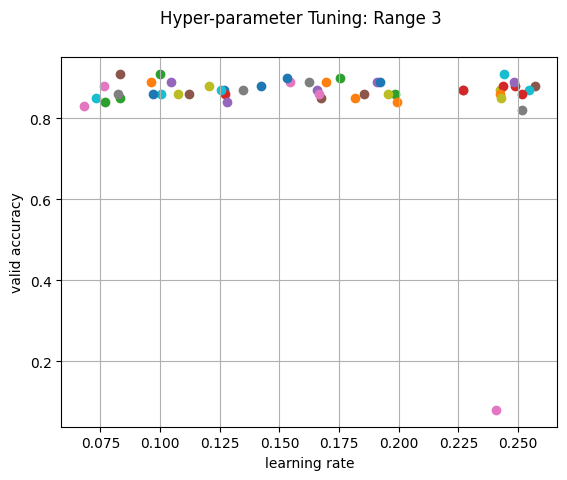 Hyper-parameter Tuning: Range 3
valid accuracy
0.8
0.6
0.4
0.2
0.075 0.100 0.125 0.150 0.175 0.200 0.225 0.250
learning rate